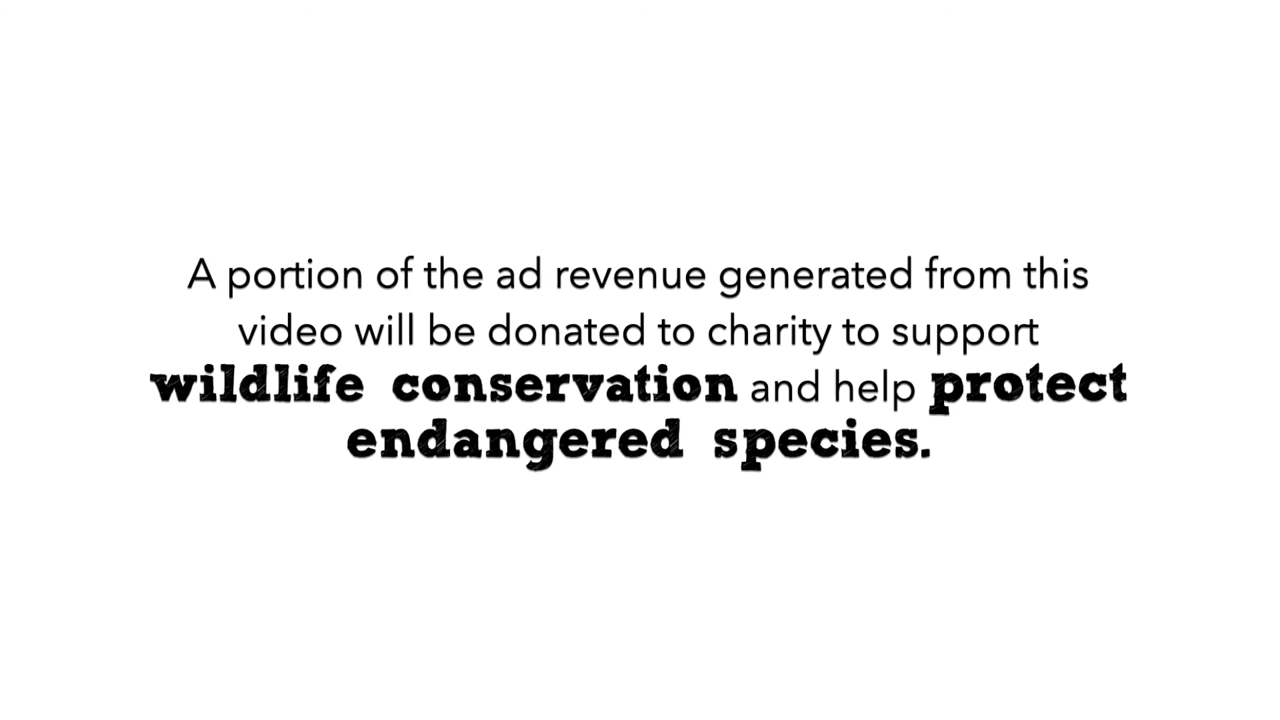 A portion of the ad revenue generated from this
video will be donated to charity to support
wildlife conservation and help protect
endangered species.